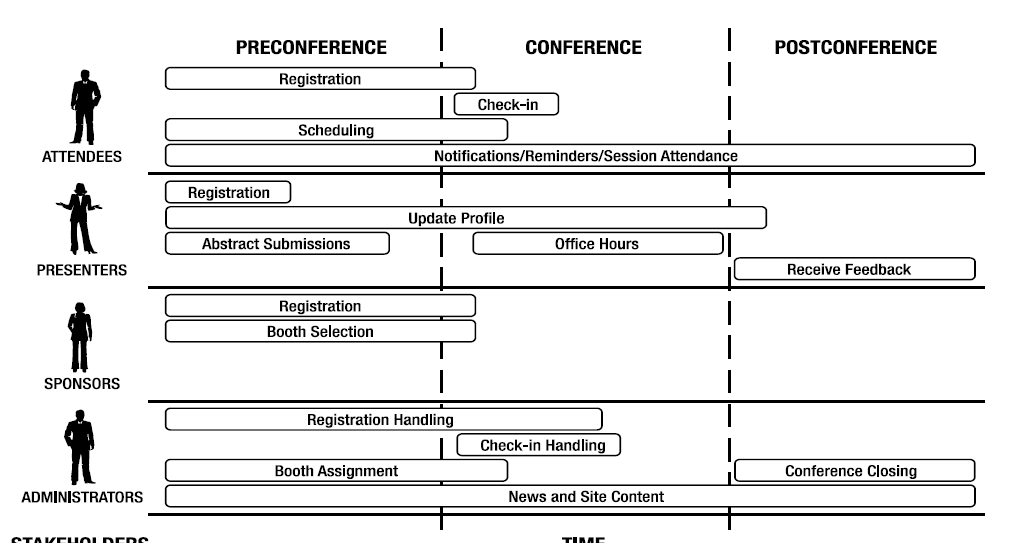 PRECONFERENCE CONFERENCE POSTCONFERENCE
Registration
Check-in
Scheduling
Notifications/Reminders/Session Attendance
ATTENDEES
Registration
Update Profile
Abstract Submissions Office Hours
Receive Feedback
PRESENTERS
Registration
Booth Selection
SPONSORS
Registration Handling
Check-in Handling
Booth Assignment Conference Closing
News and Site Content
ADMINISTRATORS
STAKEHOLDERS TIME